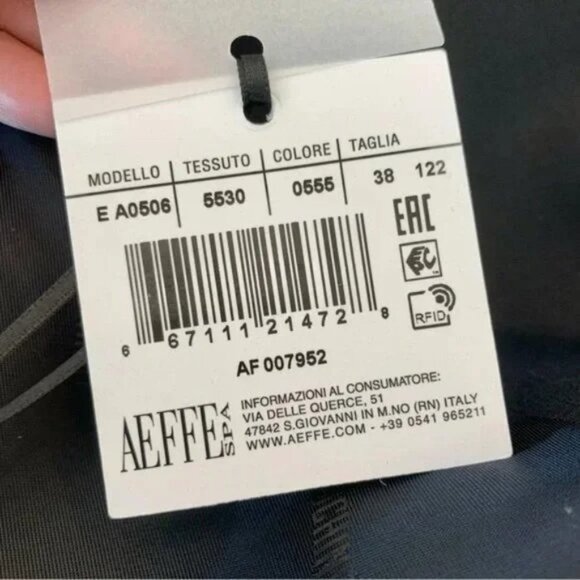 MODELLO TESSUTO COLORE TAGLIA
E A0506 5530 0555 38 122
EAC
6 67111 21472 8
RFID
AF 007952
AEFFE SPA
INFORMAZIONI AL CONSUMATORE:
VIA DELLE QUERCE, 51
47842 S.GIOVANNI IN M.NO (RN) ITALY
WWW.AEFFE.COM - +39 0541 965211